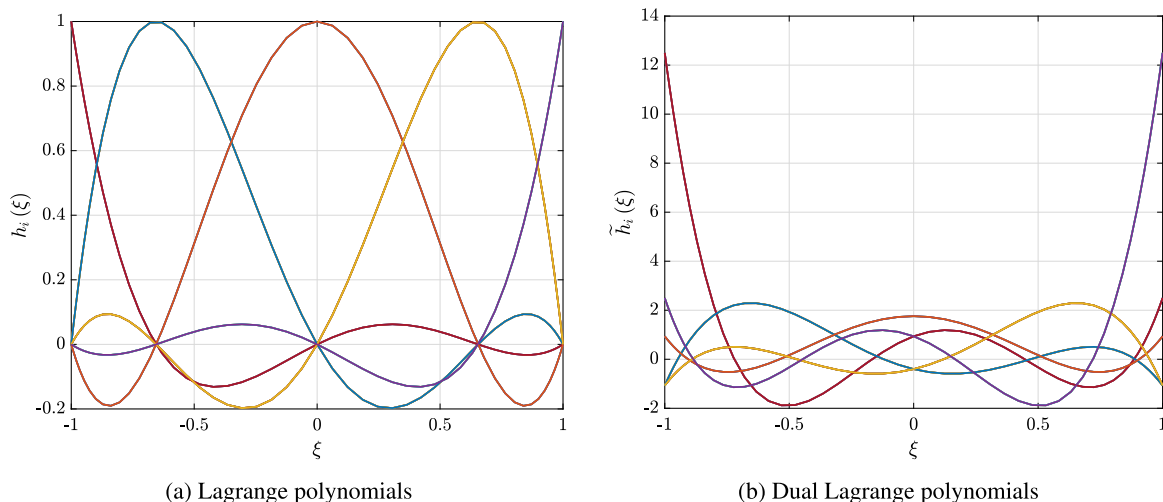 1
0.8
0.6
0.4
0.2
0
-0.2
h_i (ξ)
-1 -0.5 0 0.5 1
ξ
(a) Lagrange polynomials
14
12
10
8
6
4
2
0
-2
h̃_i (ξ)
-1 -0.5 0 0.5 1
ξ
(b) Dual Lagrange polynomials